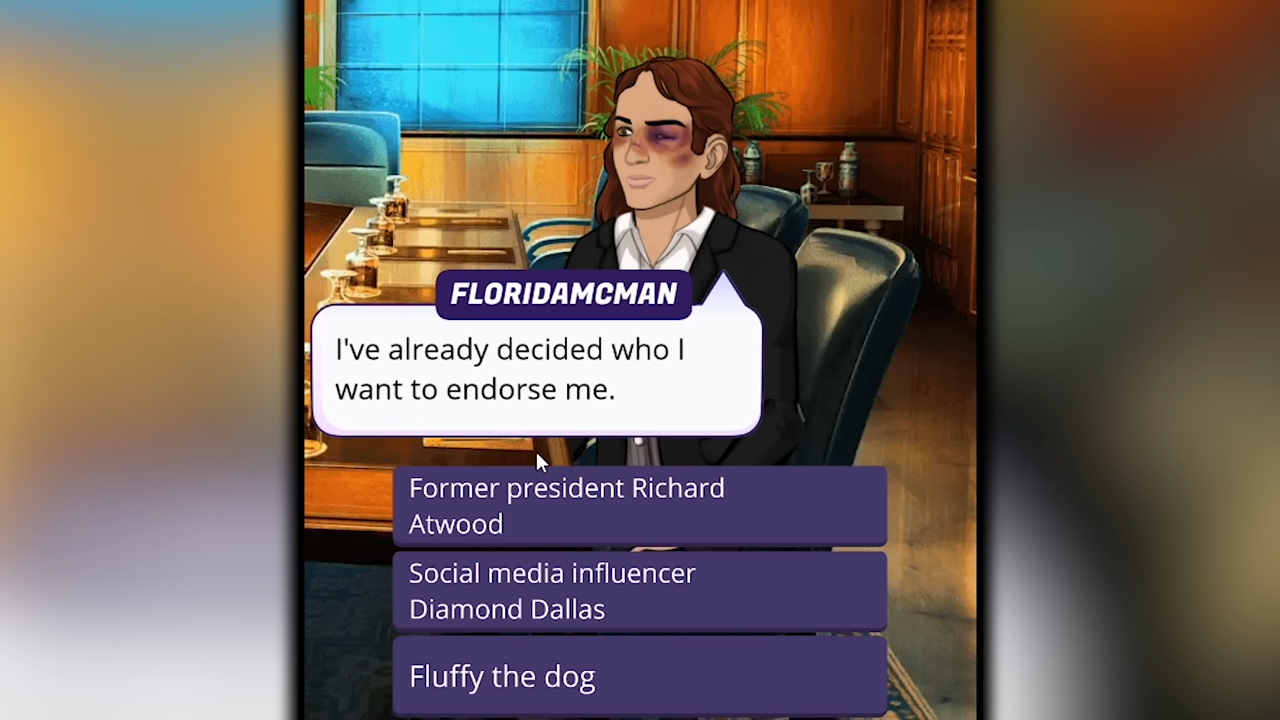 FLORIDAMCMAN
I've already decided who I
want to endorse me.
Former president Richard
Atwood
Social media influencer
Diamond Dallas
Fluffy the dog